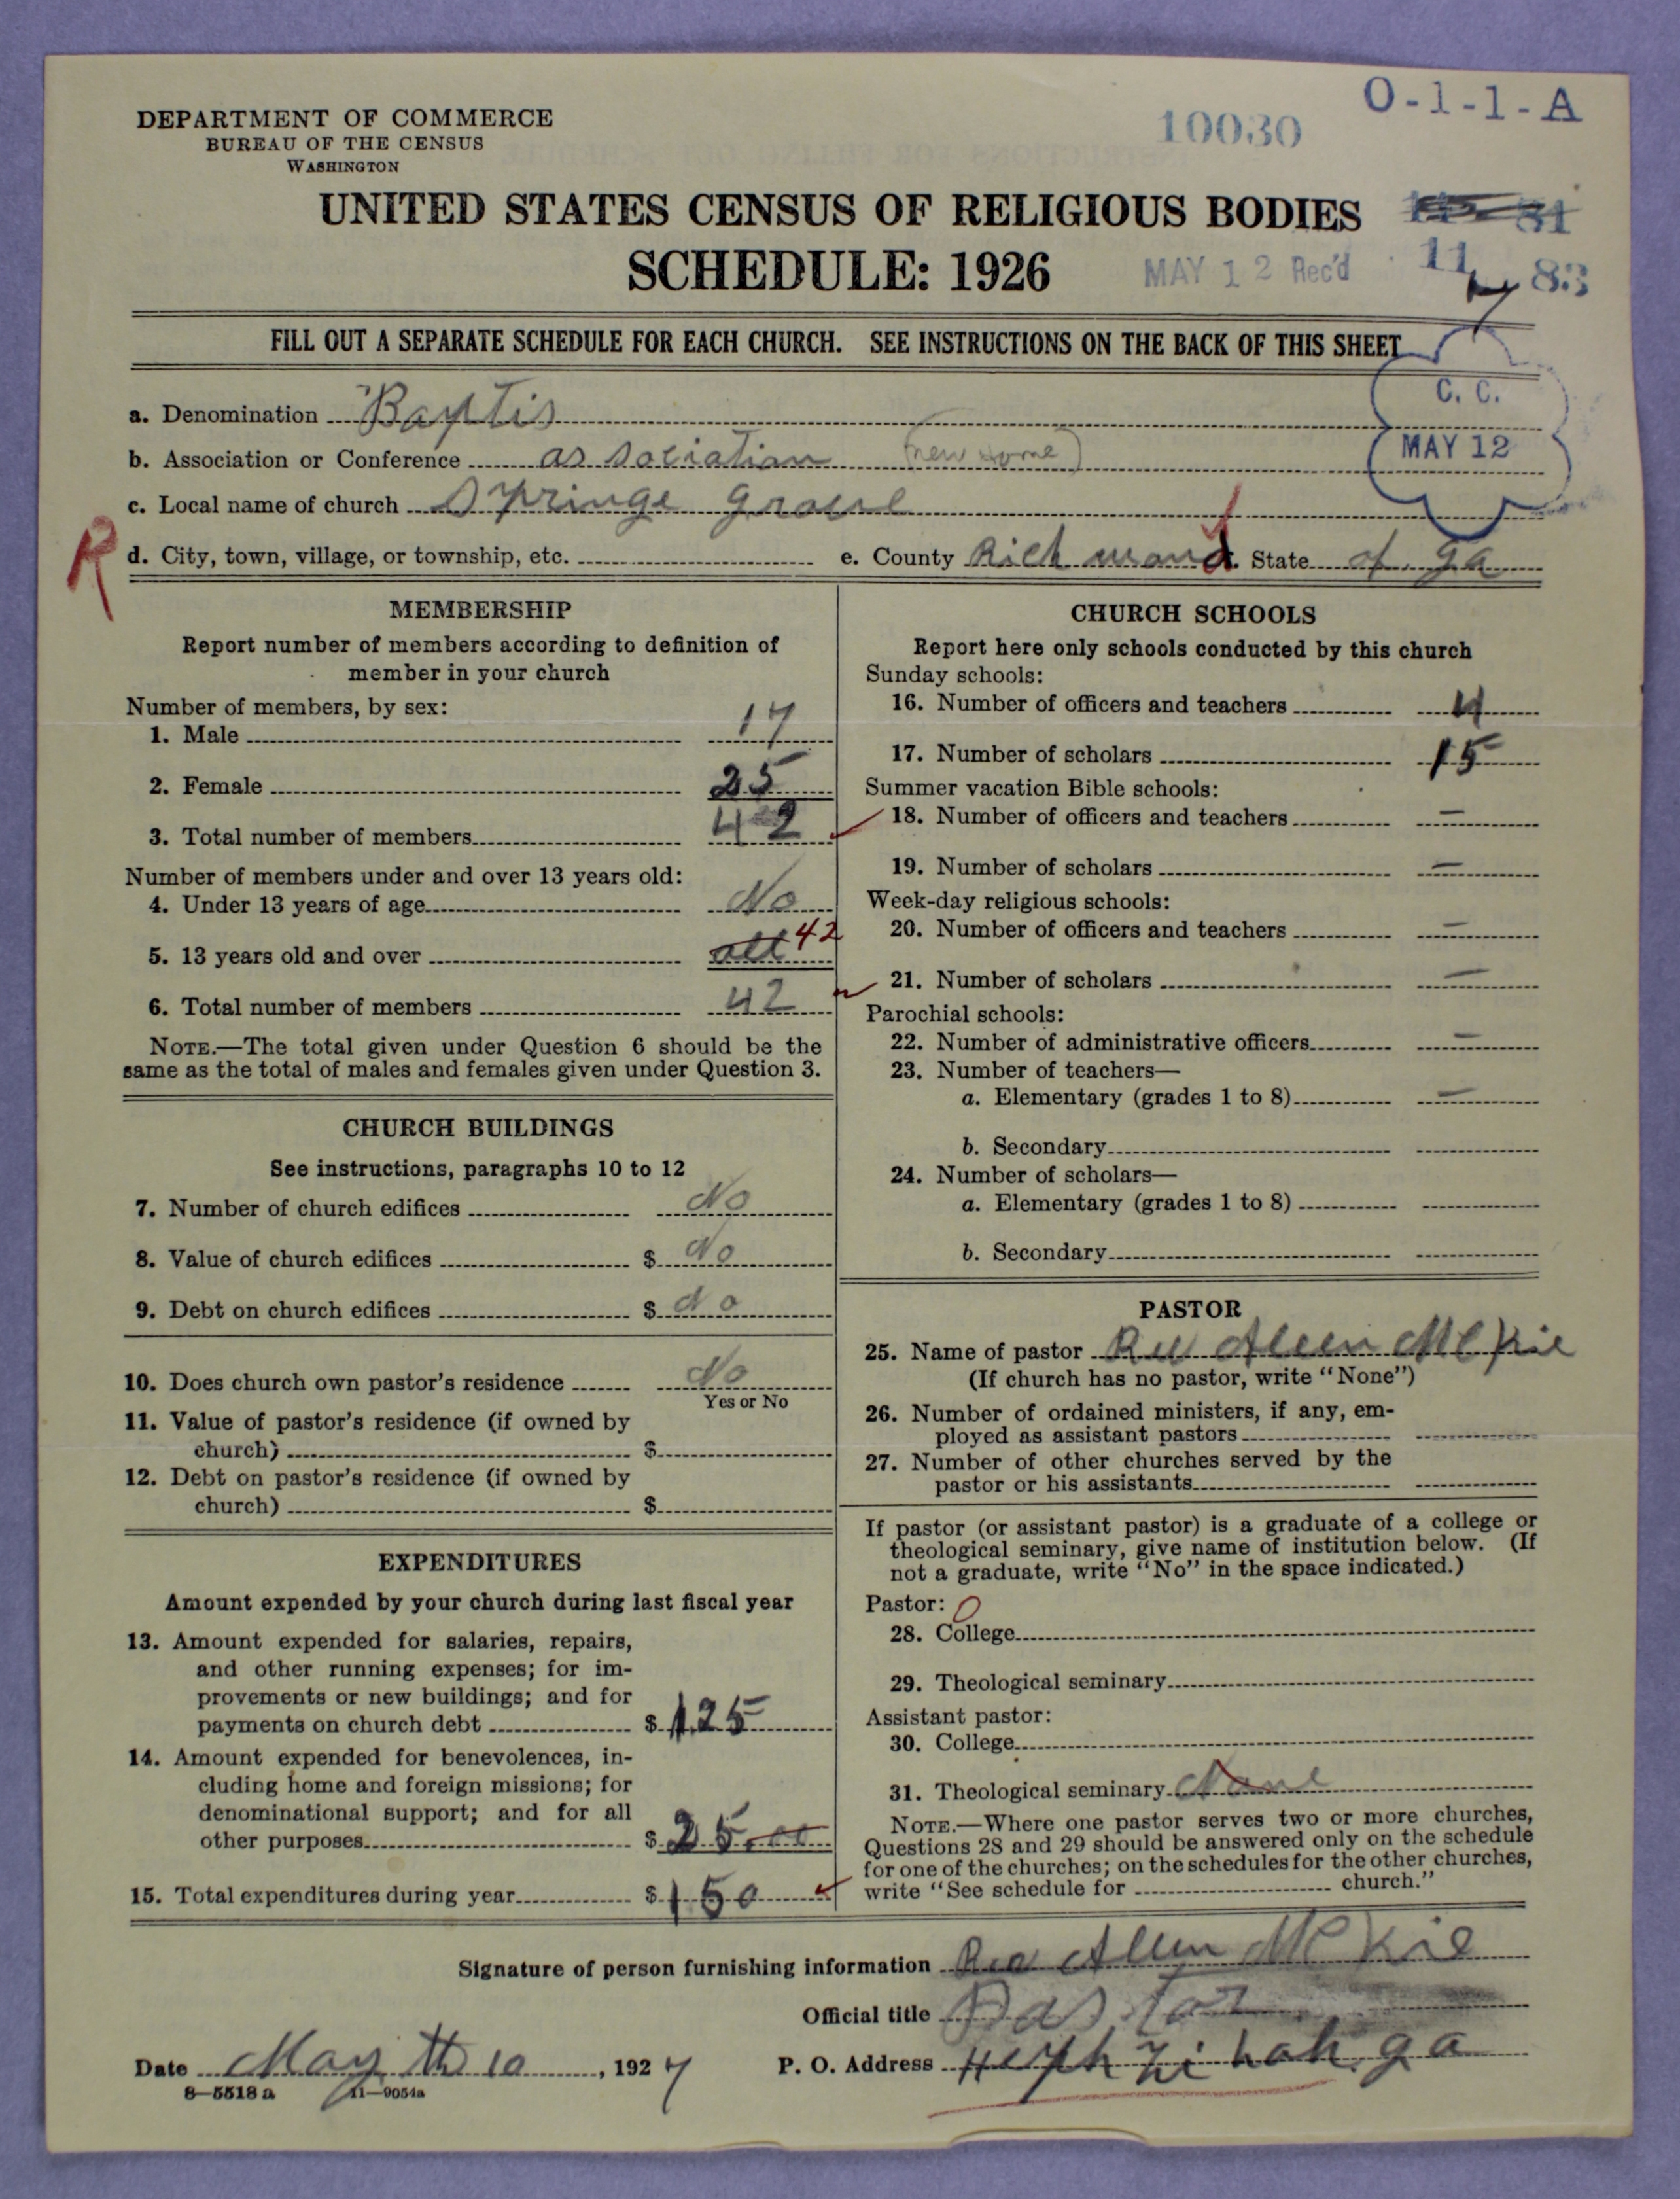 O-1-1-A
DEPARTMENT OF COMMERCE
BUREAU OF THE CENSUS
WASHINGTON
10030
UNITED STATES CENSUS OF RELIGIOUS BODIES
SCHEDULE: 1926
MAY 12 Rec'd
11 83
FILL OUT A SEPARATE SCHEDULE FOR EACH CHURCH. SEE INSTRUCTIONS ON THE BACK OF THIS SHEET
C. C.
MAY 12
a. Denomination Baptis
b. Association or Conference association (new Home)
c. Local name of church Springe Grove
R
d. City, town, village, or township, etc. e. County Richmond. State of ga
MEMBERSHIP
Report number of members according to definition of
member in your church
Number of members, by sex:
1. Male 17
2. Female 25
3. Total number of members 42
Number of members under and over 13 years old:
4. Under 13 years of age No
5. 13 years old and over all 42
6. Total number of members 42
NOTE.—The total given under Question 6 should be the
same as the total of males and females given under Question 3.
CHURCH BUILDINGS
See instructions, paragraphs 10 to 12
7. Number of church edifices No
8. Value of church edifices $ No
9. Debt on church edifices $ No
10. Does church own pastor's residence No
Yes or No
11. Value of pastor's residence (if owned by
church) $
12. Debt on pastor's residence (if owned by
church) $
EXPENDITURES
Amount expended by your church during last fiscal year
13. Amount expended for salaries, repairs,
and other running expenses; for im-
provements or new buildings; and for
payments on church debt $ 125
14. Amount expended for benevolences, in-
cluding home and foreign missions; for
denominational support; and for all
other purposes $ 25.00
15. Total expenditures during year $ 150
CHURCH SCHOOLS
Report here only schools conducted by this church
Sunday schools:
16. Number of officers and teachers 4
17. Number of scholars 15
Summer vacation Bible schools:
18. Number of officers and teachers —
19. Number of scholars —
Week-day religious schools:
20. Number of officers and teachers —
21. Number of scholars —
Parochial schools:
22. Number of administrative officers —
23. Number of teachers—
a. Elementary (grades 1 to 8) —
b. Secondary
24. Number of scholars—
a. Elementary (grades 1 to 8)
b. Secondary
PASTOR
25. Name of pastor Rev Allen McKie
(If church has no pastor, write "None")
26. Number of ordained ministers, if any, em-
ployed as assistant pastors
27. Number of other churches served by the
pastor or his assistants
If pastor (or assistant pastor) is a graduate of a college or
theological seminary, give name of institution below. (If
not a graduate, write "No" in the space indicated.)
Pastor: 0
28. College
29. Theological seminary
Assistant pastor:
30. College
31. Theological seminary None
NOTE.—Where one pastor serves two or more churches,
Questions 28 and 29 should be answered only on the schedule
for one of the churches; on the schedules for the other churches,
write "See schedule for church."
Signature of person furnishing information Rev Allen McKie
Official title Pastor
Date May th 10, 1927 P. O. Address Hephzibah, ga
8—5518 a 11—9054a